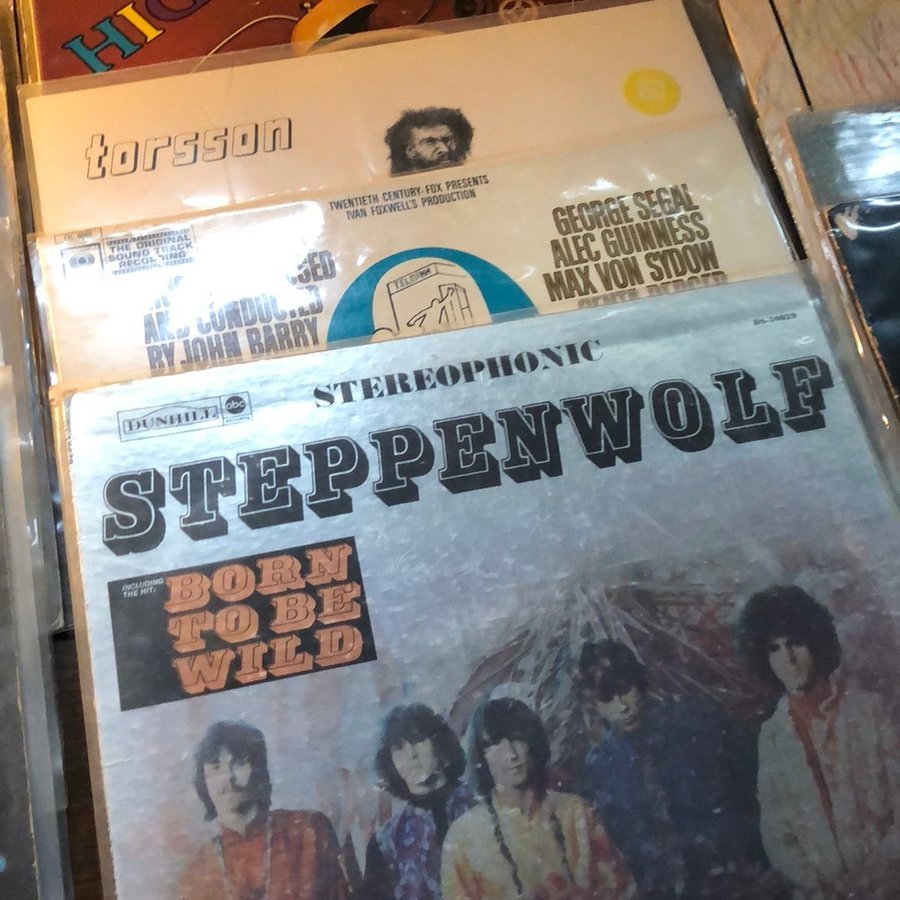 HIG
torsson
TWENTIETH CENTURY-FOX PRESENTS
IVAN FOXWELL'S PRODUCTION
GEORGE SEGAL
ALEC GUINNESS
MAX VON SYDOW
THE ORIGINAL
SOUND TRACK
RECORDING
AND CONDUCTED
BY JOHN BARRY
STEREOPHONIC
DUNHILL
abc
STEPPENWOLF
(INCLUDING
THE HIT)
BORN
TO BE
WILD